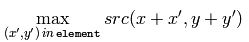 max src(x + x′, y + y′)
(x′,y′) in element